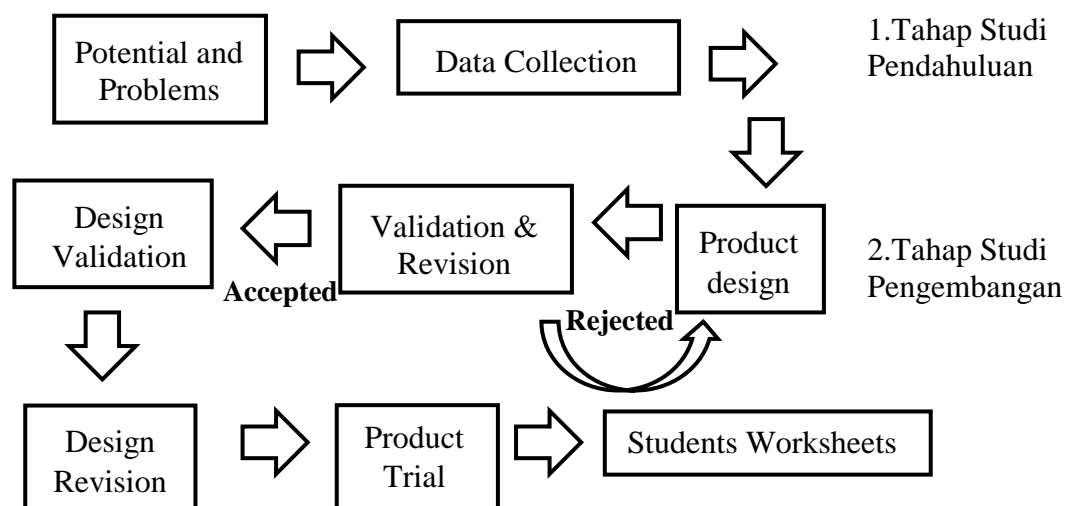 Potential and
Problems
Data Collection
1.Tahap Studi
Pendahuluan
Design
Validation
Validation &
Revision
Product
design
2.Tahap Studi
Pengembangan
Accepted
Rejected
Design
Revision
Product
Trial
Students Worksheets